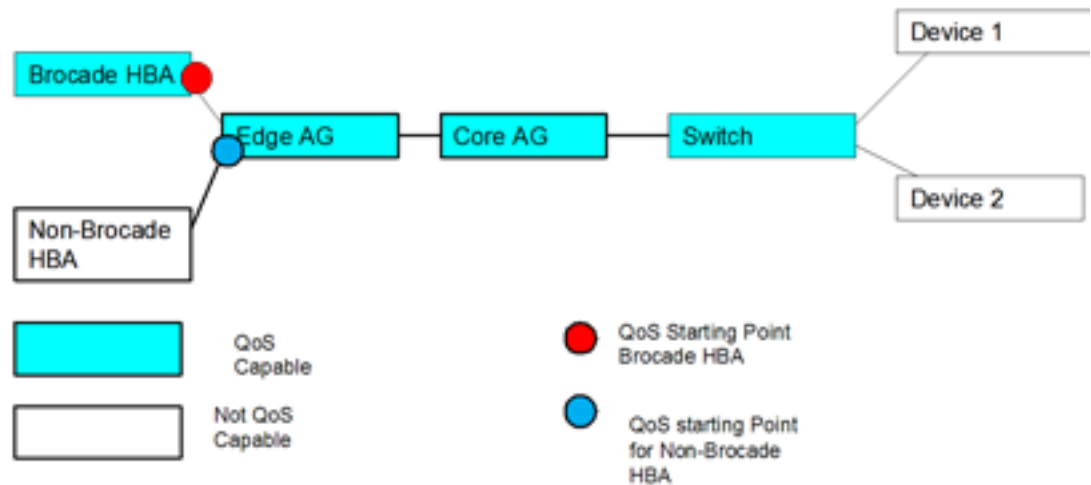 Device 1
Brocade HBA
Edge AG
Core AG
Switch
Device 2
Non-Brocade
HBA
QoS
Capable
QoS Starting Point
Brocade HBA
Not QoS
Capable
QoS starting Point
for Non-Brocade
HBA